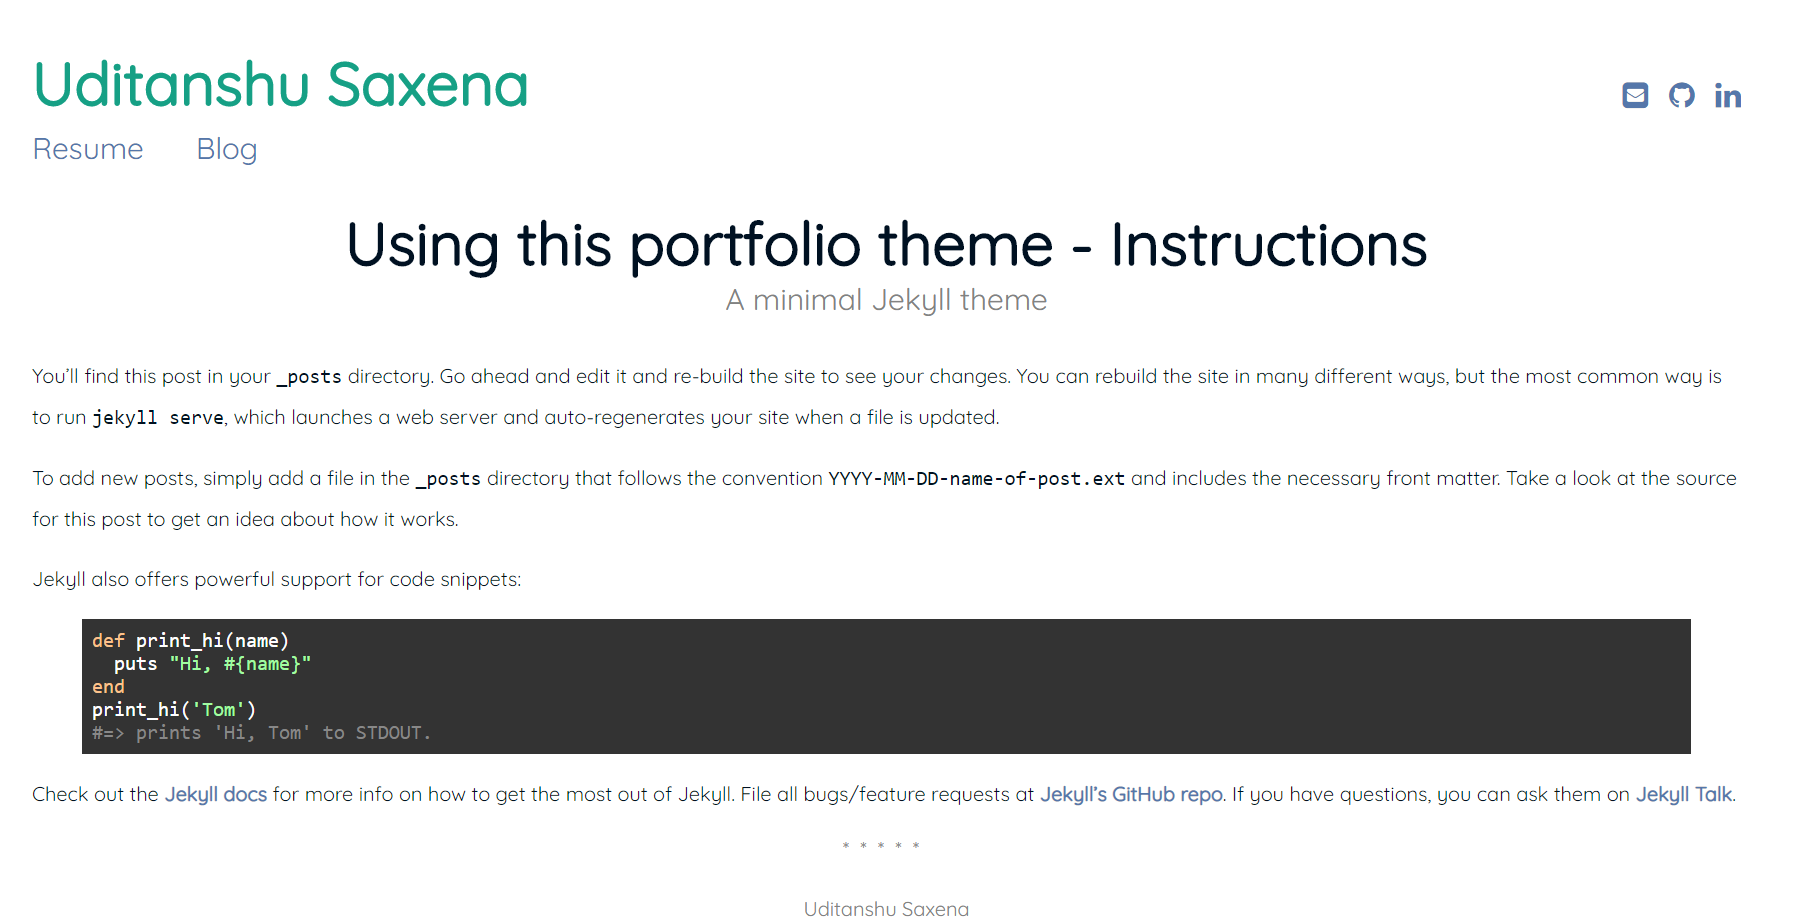 Uditanshu Saxena
Resume Blog
Using this portfolio theme - Instructions
A minimal Jekyll theme
You’ll find this post in your _posts directory. Go ahead and edit it and re-build the site to see your changes. You can rebuild the site in many different ways, but the most common way is
to run jekyll serve, which launches a web server and auto-regenerates your site when a file is updated.
To add new posts, simply add a file in the _posts directory that follows the convention YYYY-MM-DD-name-of-post.ext and includes the necessary front matter. Take a look at the source
for this post to get an idea about how it works.
Jekyll also offers powerful support for code snippets:
def print_hi(name)
  puts "Hi, #{name}"
end
print_hi('Tom')
#=> prints 'Hi, Tom' to STDOUT.
Check out the Jekyll docs for more info on how to get the most out of Jekyll. File all bugs/feature requests at Jekyll’s GitHub repo. If you have questions, you can ask them on Jekyll Talk.
* * * * *
Uditanshu Saxena